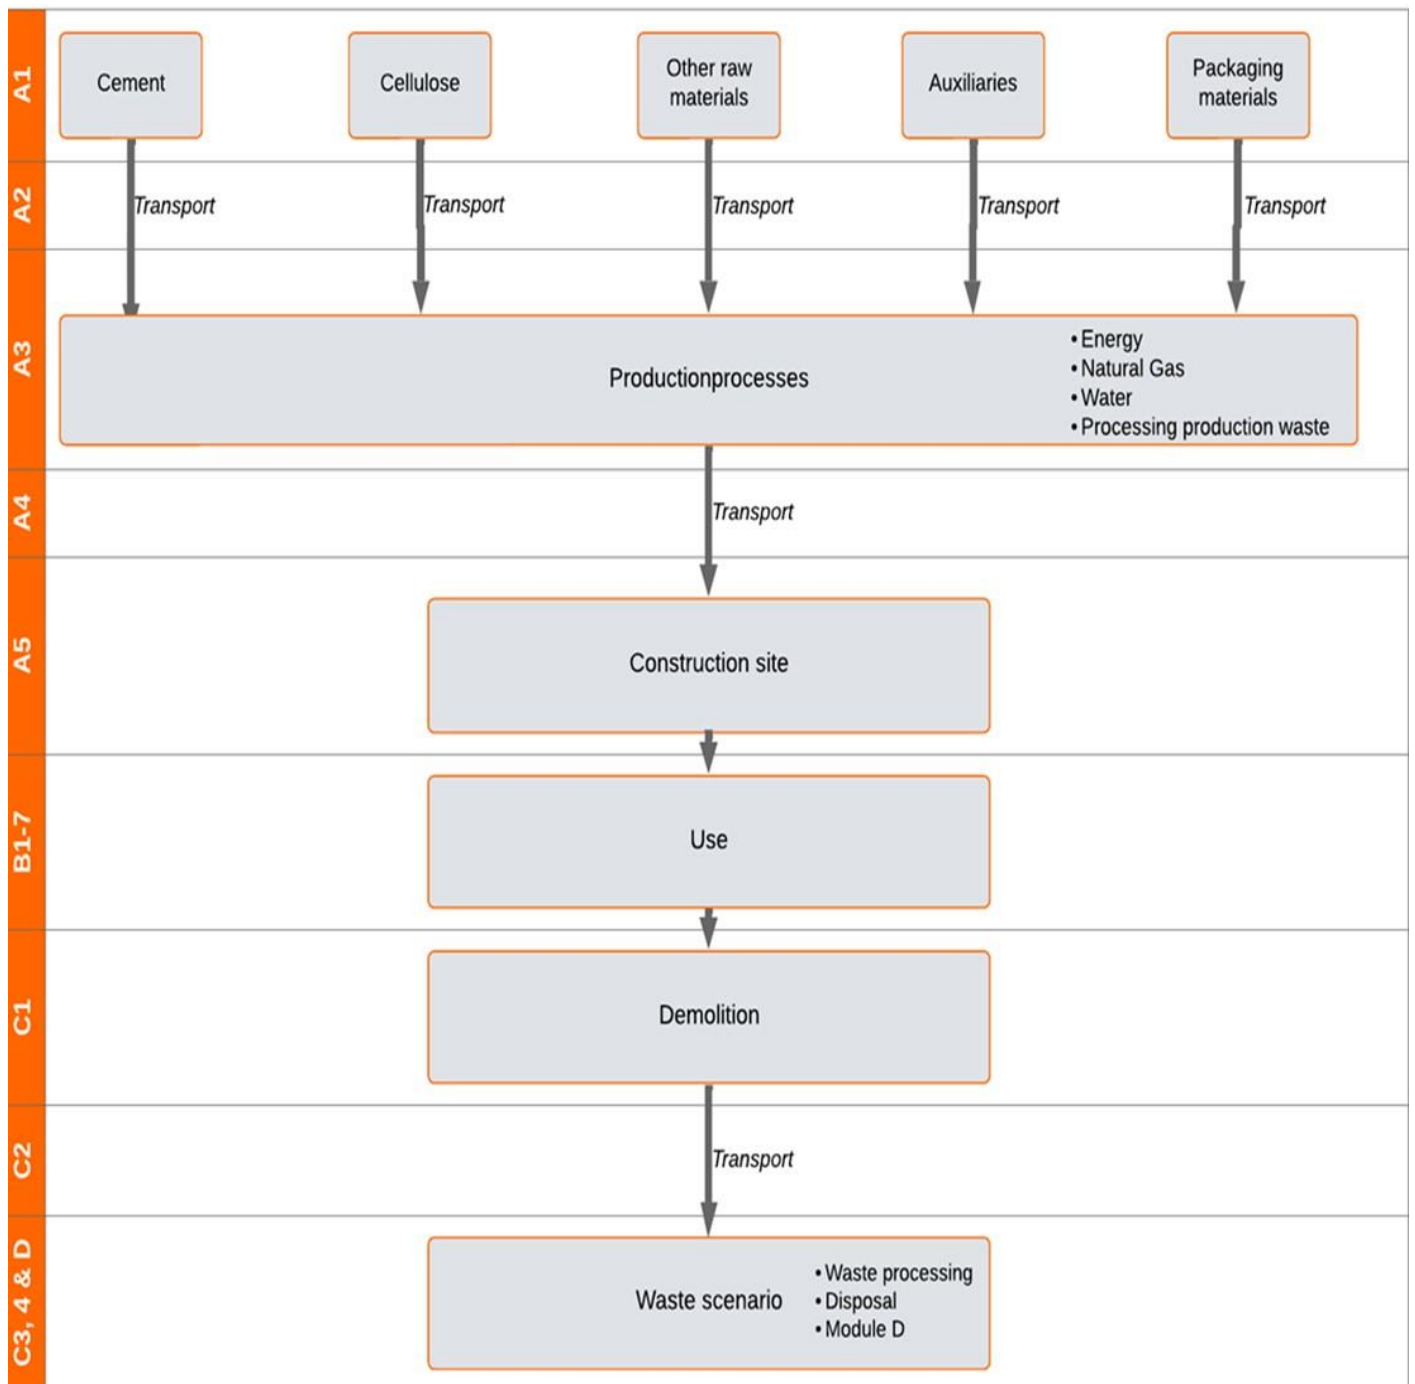 A1
Cement
Cellulose
Other raw
materials
Auxiliaries
Packaging
materials
A2
Transport
Transport
Transport
Transport
Transport
A3
Productionprocesses
• Energy
• Natural Gas
• Water
• Processing production waste
A4
Transport
A5
Construction site
B1-7
Use
C1
Demolition
C2
Transport
C3, 4 & D
Waste scenario
• Waste processing
• Disposal
• Module D